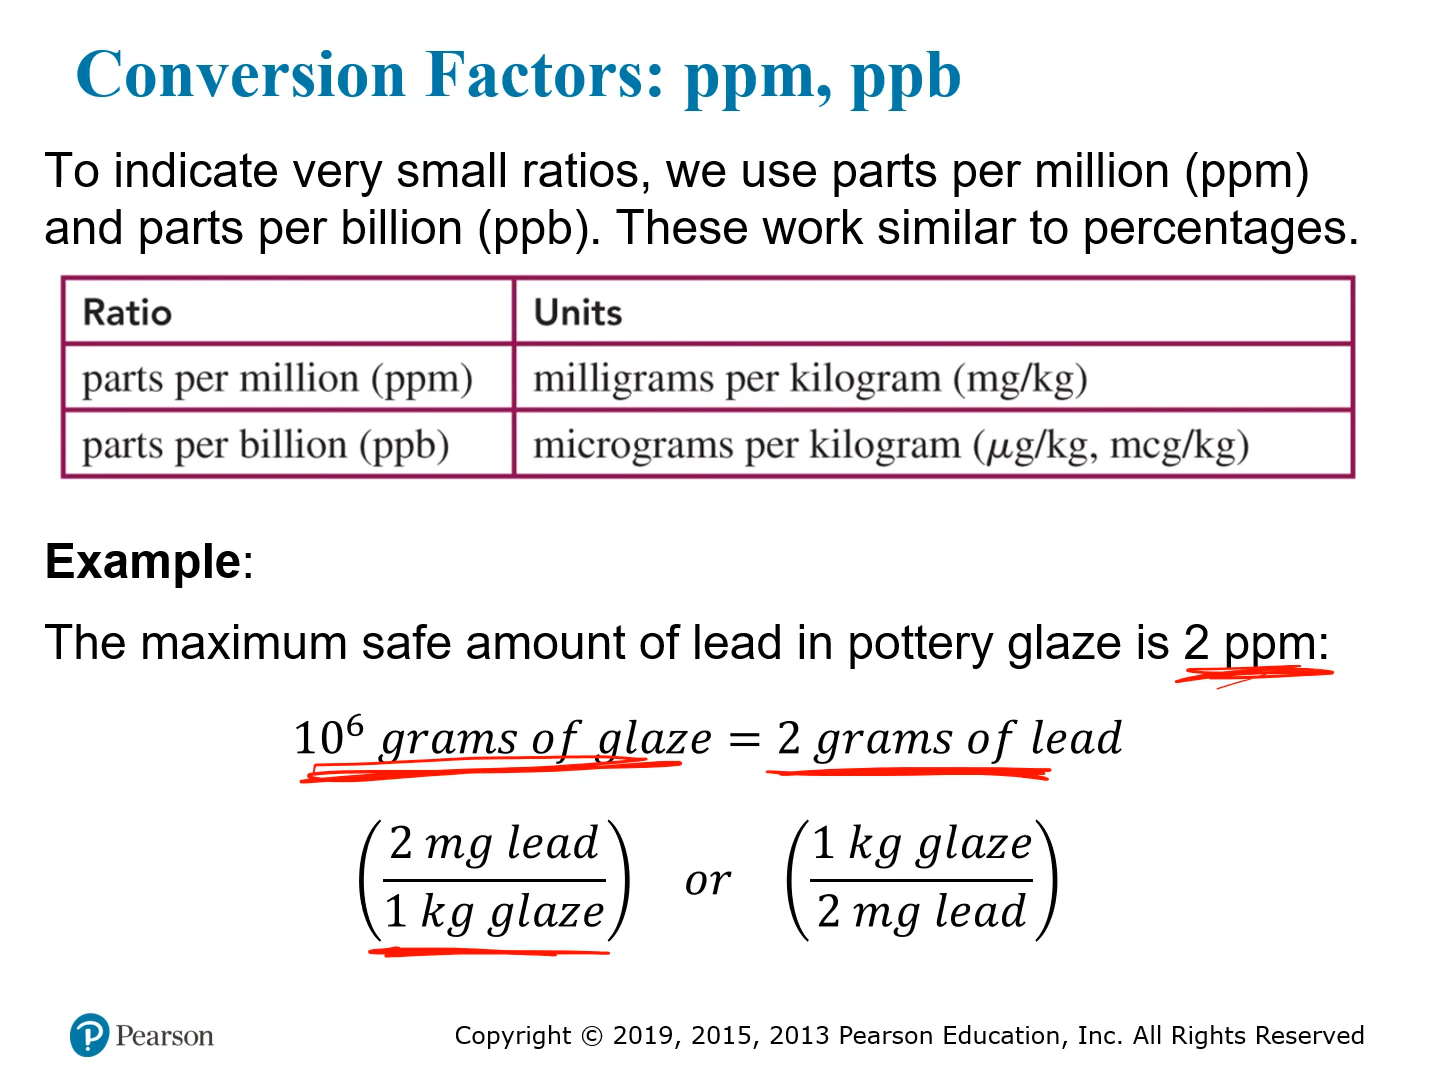 Conversion Factors: ppm, ppb
To indicate very small ratios, we use parts per million (ppm)
and parts per billion (ppb). These work similar to percentages.
Ratio Units
parts per million (ppm) milligrams per kilogram (mg/kg)
parts per billion (ppb) micrograms per kilogram (μg/kg, mcg/kg)
Example:
The maximum safe amount of lead in pottery glaze is 2 ppm:
10⁶ grams of glaze = 2 grams of lead
(2 mg lead / 1 kg glaze) or (1 kg glaze / 2 mg lead)
Pearson Copyright © 2019, 2015, 2013 Pearson Education, Inc. All Rights Reserved